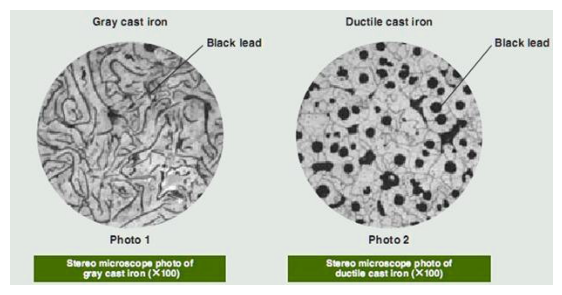 Gray cast iron
Black lead
Photo 1
Stereo microscope photo of
gray cast iron (×100)
Ductile cast iron
Black lead
Photo 2
Stereo microscope photo of
ductile cast iron (×100)